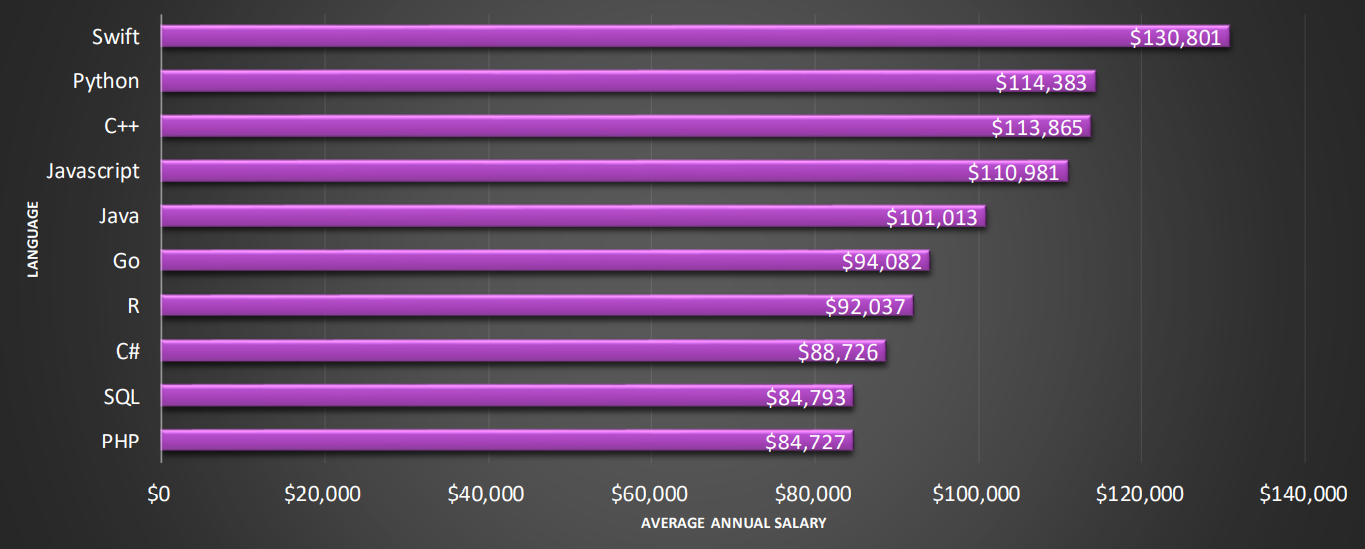 LANGUAGE
Swift $130,801
Python $114,383
C++ $113,865
Javascript $110,981
Java $101,013
Go $94,082
R $92,037
C# $88,726
SQL $84,793
PHP $84,727
$0 $20,000 $40,000 $60,000 $80,000 $100,000 $120,000 $140,000
AVERAGE ANNUAL SALARY